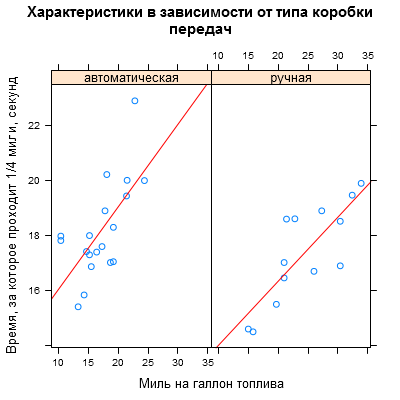 Характеристики в зависимости от типа коробки
передач
10 15 20 25 30 35
автоматическая ручная
22
20
18
16
10 15 20 25 30 35
Время, за которое проходит 1/4 мили, секунд
Миль на галлон топлива